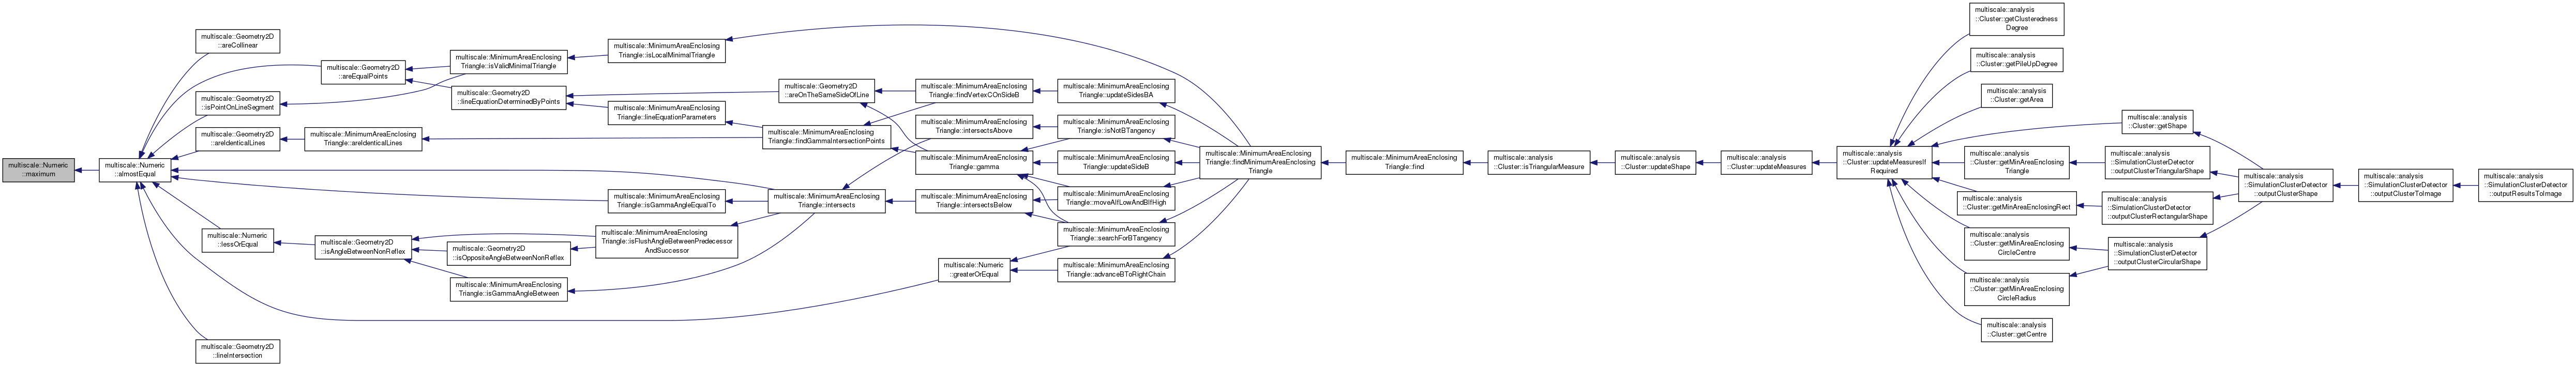 multiscale::Numeric
::maximum
multiscale::Numeric
::almostEqual
multiscale::Geometry2D
::areCollinear
multiscale::Geometry2D
::isPointOnLineSegment
multiscale::Geometry2D
::areIdenticalLines
multiscale::Numeric
::lessOrEqual
multiscale::Geometry2D
::lineIntersection
multiscale::Geometry2D
::areEqualPoints
multiscale::MinimumAreaEnclosing
Triangle::areIdenticalLines
multiscale::Geometry2D
::isAngleBetweenNonReflex
multiscale::MinimumAreaEnclosing
Triangle::isValidMinimalTriangle
multiscale::Geometry2D
::lineEquationDeterminedByPoints
multiscale::Geometry2D
::isOppositeAngleBetweenNonReflex
multiscale::MinimumAreaEnclosing
Triangle::isGammaAngleBetween
multiscale::MinimumAreaEnclosing
Triangle::isLocalMinimalTriangle
multiscale::MinimumAreaEnclosing
Triangle::lineEquationParameters
multiscale::MinimumAreaEnclosing
Triangle::isGammaAngleEqualTo
multiscale::MinimumAreaEnclosing
Triangle::isFlushAngleBetweenPredecessor
AndSuccessor
multiscale::Geometry2D
::areOnTheSameSideOfLine
multiscale::MinimumAreaEnclosing
Triangle::findGammaIntersectionPoints
multiscale::MinimumAreaEnclosing
Triangle::intersects
multiscale::MinimumAreaEnclosing
Triangle::findVertexCOnSideB
multiscale::MinimumAreaEnclosing
Triangle::intersectsAbove
multiscale::MinimumAreaEnclosing
Triangle::gamma
multiscale::MinimumAreaEnclosing
Triangle::intersectsBelow
multiscale::Numeric
::greaterOrEqual
multiscale::MinimumAreaEnclosing
Triangle::updateSidesBA
multiscale::MinimumAreaEnclosing
Triangle::isNotBTangency
multiscale::MinimumAreaEnclosing
Triangle::updateSideB
multiscale::MinimumAreaEnclosing
Triangle::moveAIfLowAndBIfHigh
multiscale::MinimumAreaEnclosing
Triangle::searchForBTangency
multiscale::MinimumAreaEnclosing
Triangle::advanceBToRightChain
multiscale::MinimumAreaEnclosing
Triangle::findMinimumAreaEnclosing
Triangle
multiscale::MinimumAreaEnclosing
Triangle::find
multiscale::analysis
::Cluster::isTriangularMeasure
multiscale::analysis
::Cluster::updateShape
multiscale::analysis
::Cluster::updateMeasures
multiscale::analysis
::Cluster::updateMeasuresIf
Required
multiscale::analysis
::Cluster::getClusteredness
Degree
multiscale::analysis
::Cluster::getPileUpDegree
multiscale::analysis
::Cluster::getArea
multiscale::analysis
::Cluster::getMinAreaEnclosing
Triangle
multiscale::analysis
::Cluster::getMinAreaEnclosingRect
multiscale::analysis
::Cluster::getMinAreaEnclosing
CircleCentre
multiscale::analysis
::Cluster::getMinAreaEnclosing
CircleRadius
multiscale::analysis
::Cluster::getCentre
multiscale::analysis
::Cluster::getShape
multiscale::analysis
::SimulationClusterDetector
::outputClusterTriangularShape
multiscale::analysis
::SimulationClusterDetector
::outputClusterRectangularShape
multiscale::analysis
::SimulationClusterDetector
::outputClusterCircularShape
multiscale::analysis
::SimulationClusterDetector
::outputClusterShape
multiscale::analysis
::SimulationClusterDetector
::outputClusterToImage
multiscale::analysis
::SimulationClusterDetector
::outputResultsToImage